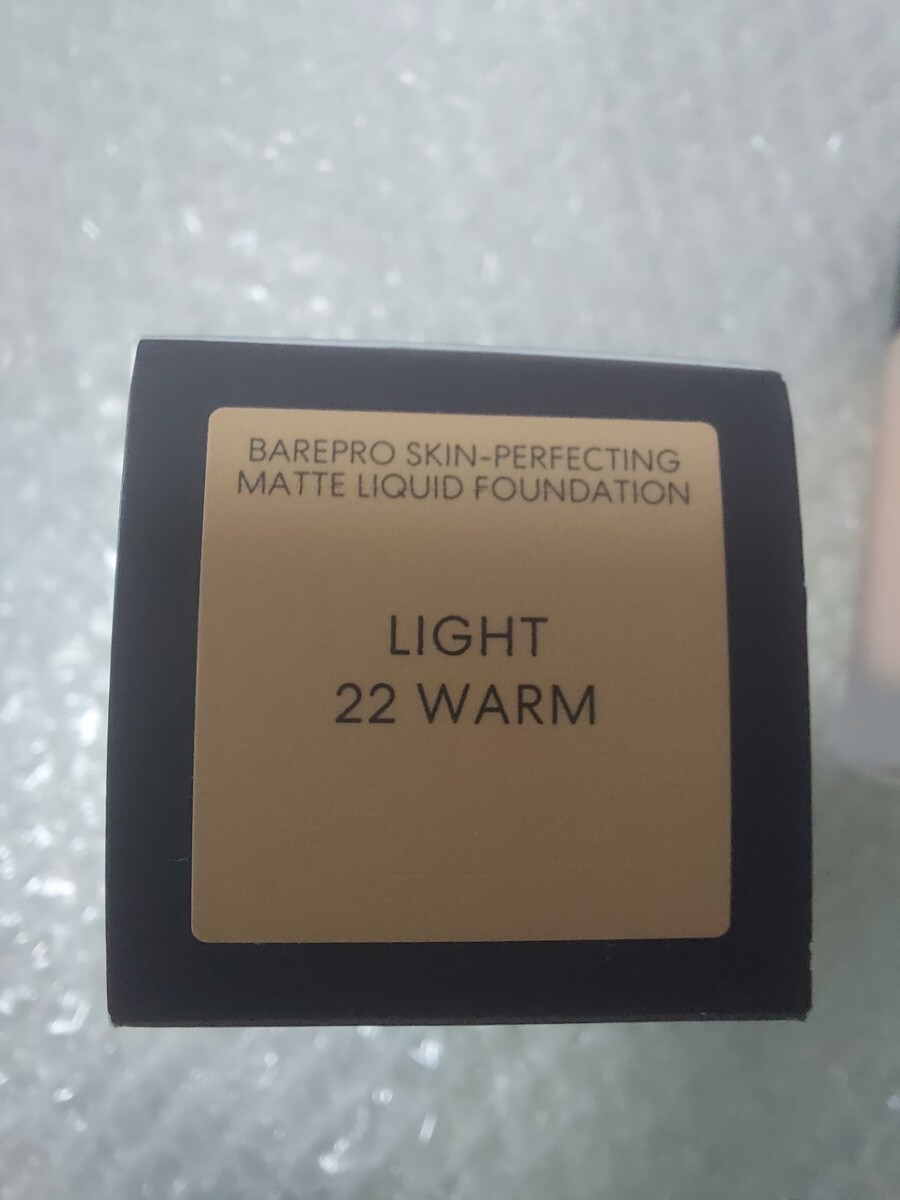 BAREPRO SKIN-PERFECTING
MATTE LIQUID FOUNDATION
LIGHT
22 WARM